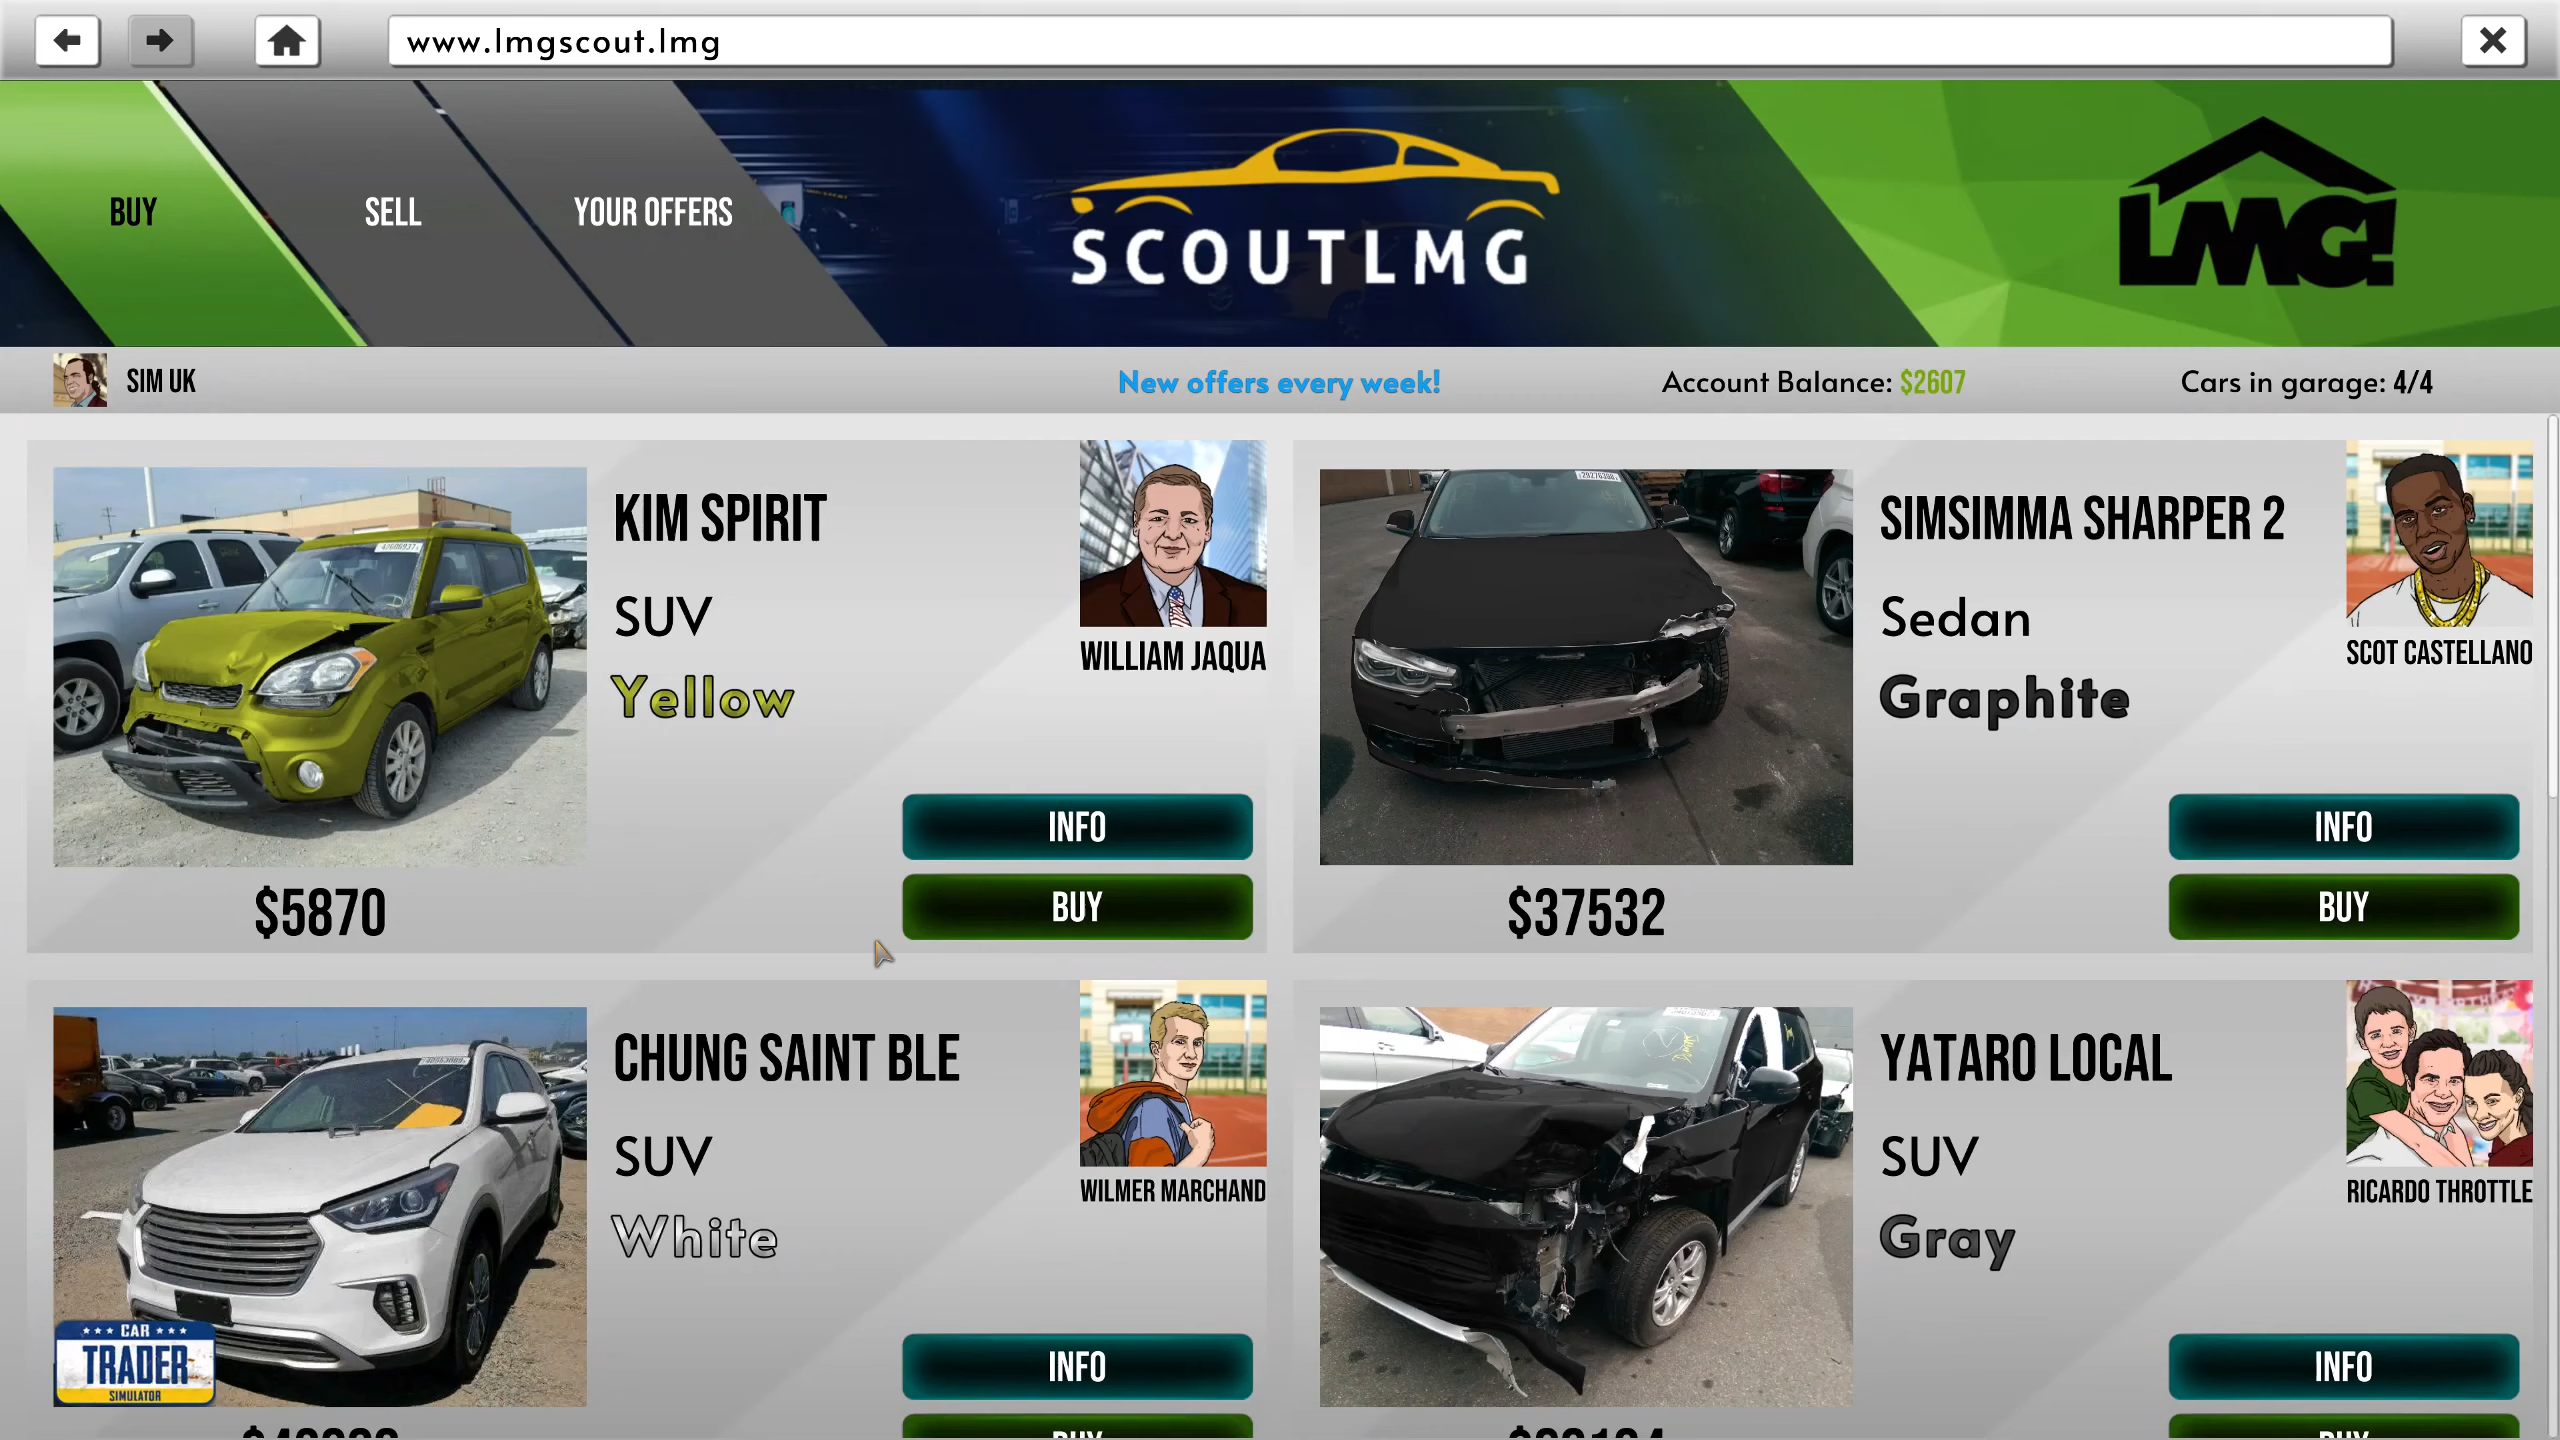 www.lmgscout.lmg
BUY
SELL
YOUR OFFERS
SCOUTLMG
LMG!
SIM UK
New offers every week!
Account Balance: $2607
Cars in garage: 4/4
KIM SPIRIT
SUV
Yellow
WILLIAM JAQUA
$5870
INFO
BUY
SIMSIMMA SHARPER 2
Sedan
Graphite
SCOT CASTELLANO
$37532
INFO
BUY
CHUNG SAINT BLE
SUV
White
WILMER MARCHAND
INFO
BUY
CAR
TRADER
SIMULATOR
YATARO LOCAL
SUV
Gray
RICARDO THROTTLE
INFO
BUY